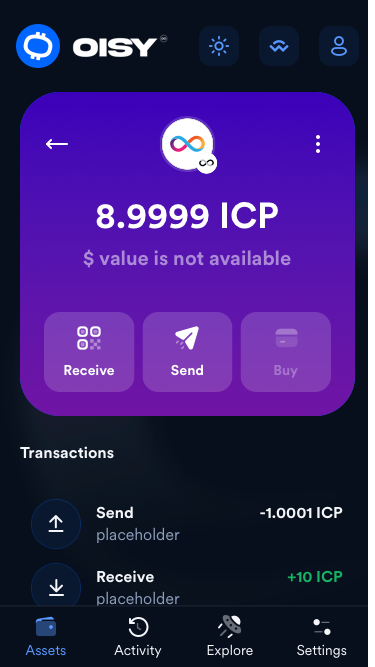 OISY
8.9999 ICP
$ value is not available
Receive
Send
Buy
Transactions
Send
-1.0001 ICP
placeholder
Receive
+10 ICP
placeholder
Assets
Activity
Explore
Settings